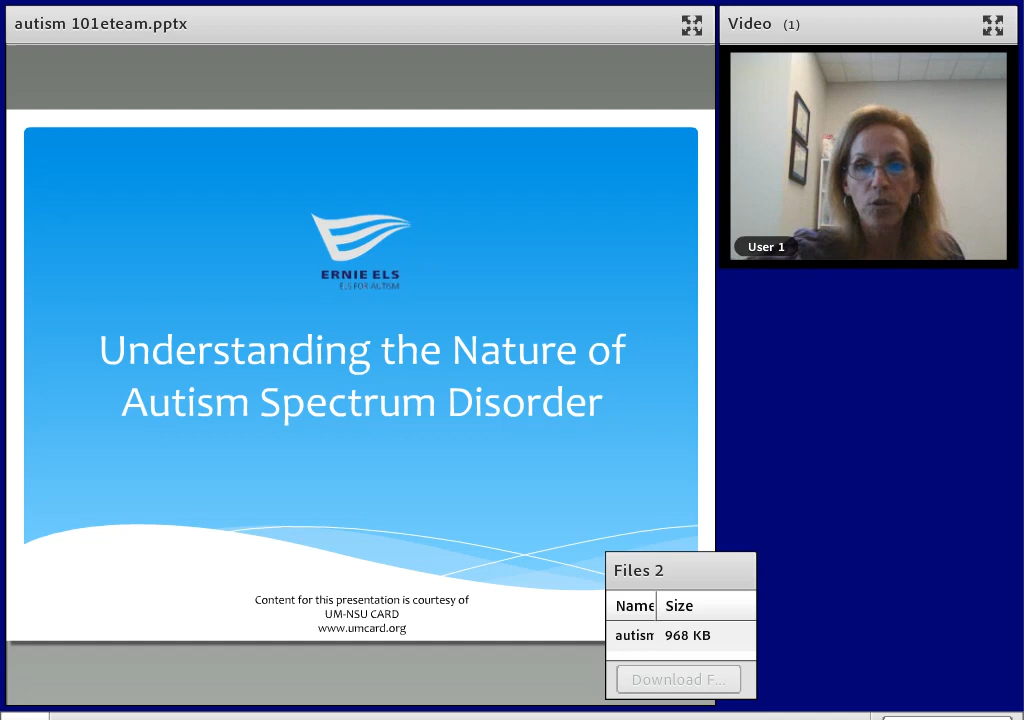 autism 101eteam.pptx
Video (1)
User 1
ERNIE ELS
ELS FOR AUTISM
Understanding the Nature of
Autism Spectrum Disorder
Content for this presentation is courtesy of
UM-NSU CARD
www.umcard.org
Files 2
Name Size
autism 968 KB
Download F...